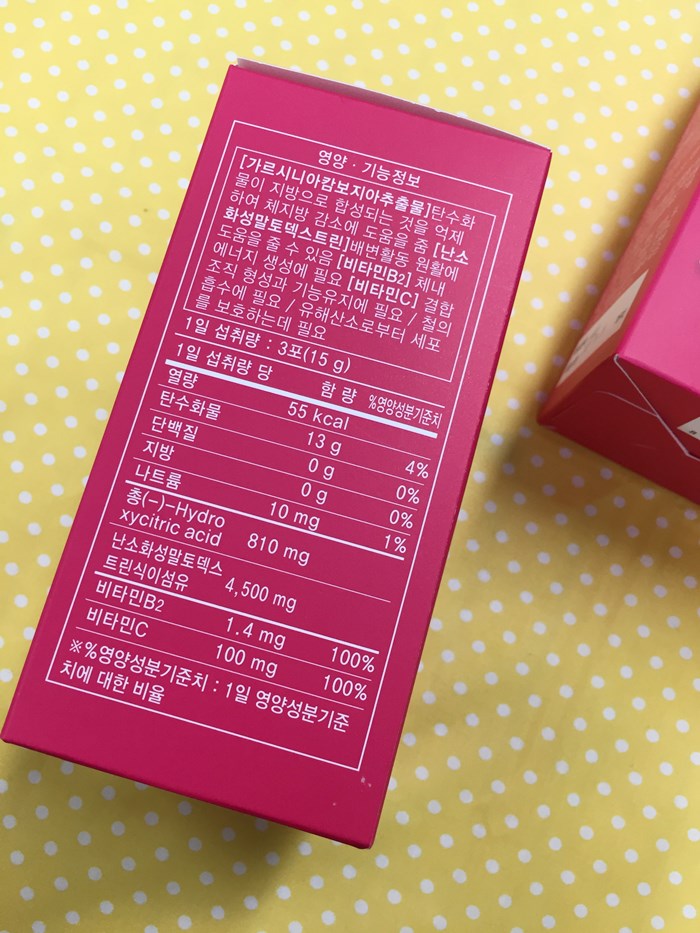 영양 · 기능정보
[가르시니아캄보지아추출물]탄수화
물이 지방으로 합성되는 것을 억제
하여 체지방 감소에 도움을 줌 [난소
화성말토덱스트린]배변활동 원활에
도움을 줄 수 있음 [비타민B2] 체내
에너지 생성에 필요 [비타민C] 결합
조직 형성과 기능유지에 필요 / 철의
흡수에 필요 / 유해산소로부터 세포
를 보호하는데 필요
1일 섭취량 : 3포(15 g)
1일 섭취량 당 함 량 %영양성분기준치
열량 55 kcal
탄수화물 13 g 4%
단백질 0 g 0%
지방 0 g 0%
나트륨 10 mg 1%
총(-)-Hydro
xycitric acid 810 mg
난소화성말토덱스
트린식이섬유 4,500 mg
비타민B2 1.4 mg 100%
비타민C 100 mg 100%
※%영양성분기준치 : 1일 영양성분기준
치에 대한 비율